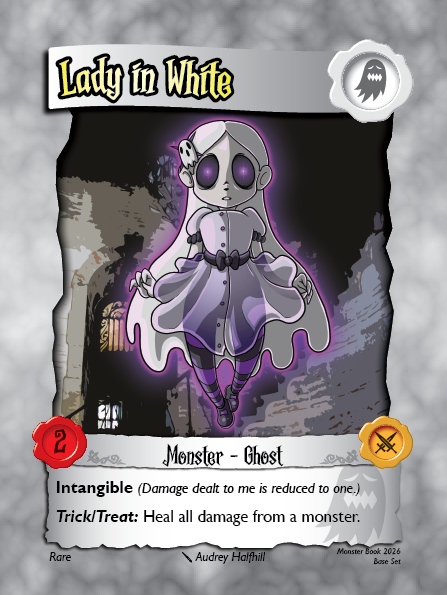 Lady in White
2
Monster - Ghost
Intangible (Damage dealt to me is reduced to one.)
Trick/Treat: Heal all damage from a monster.
Rare
Audrey Halfhill
Monster Book 2026
Base Set